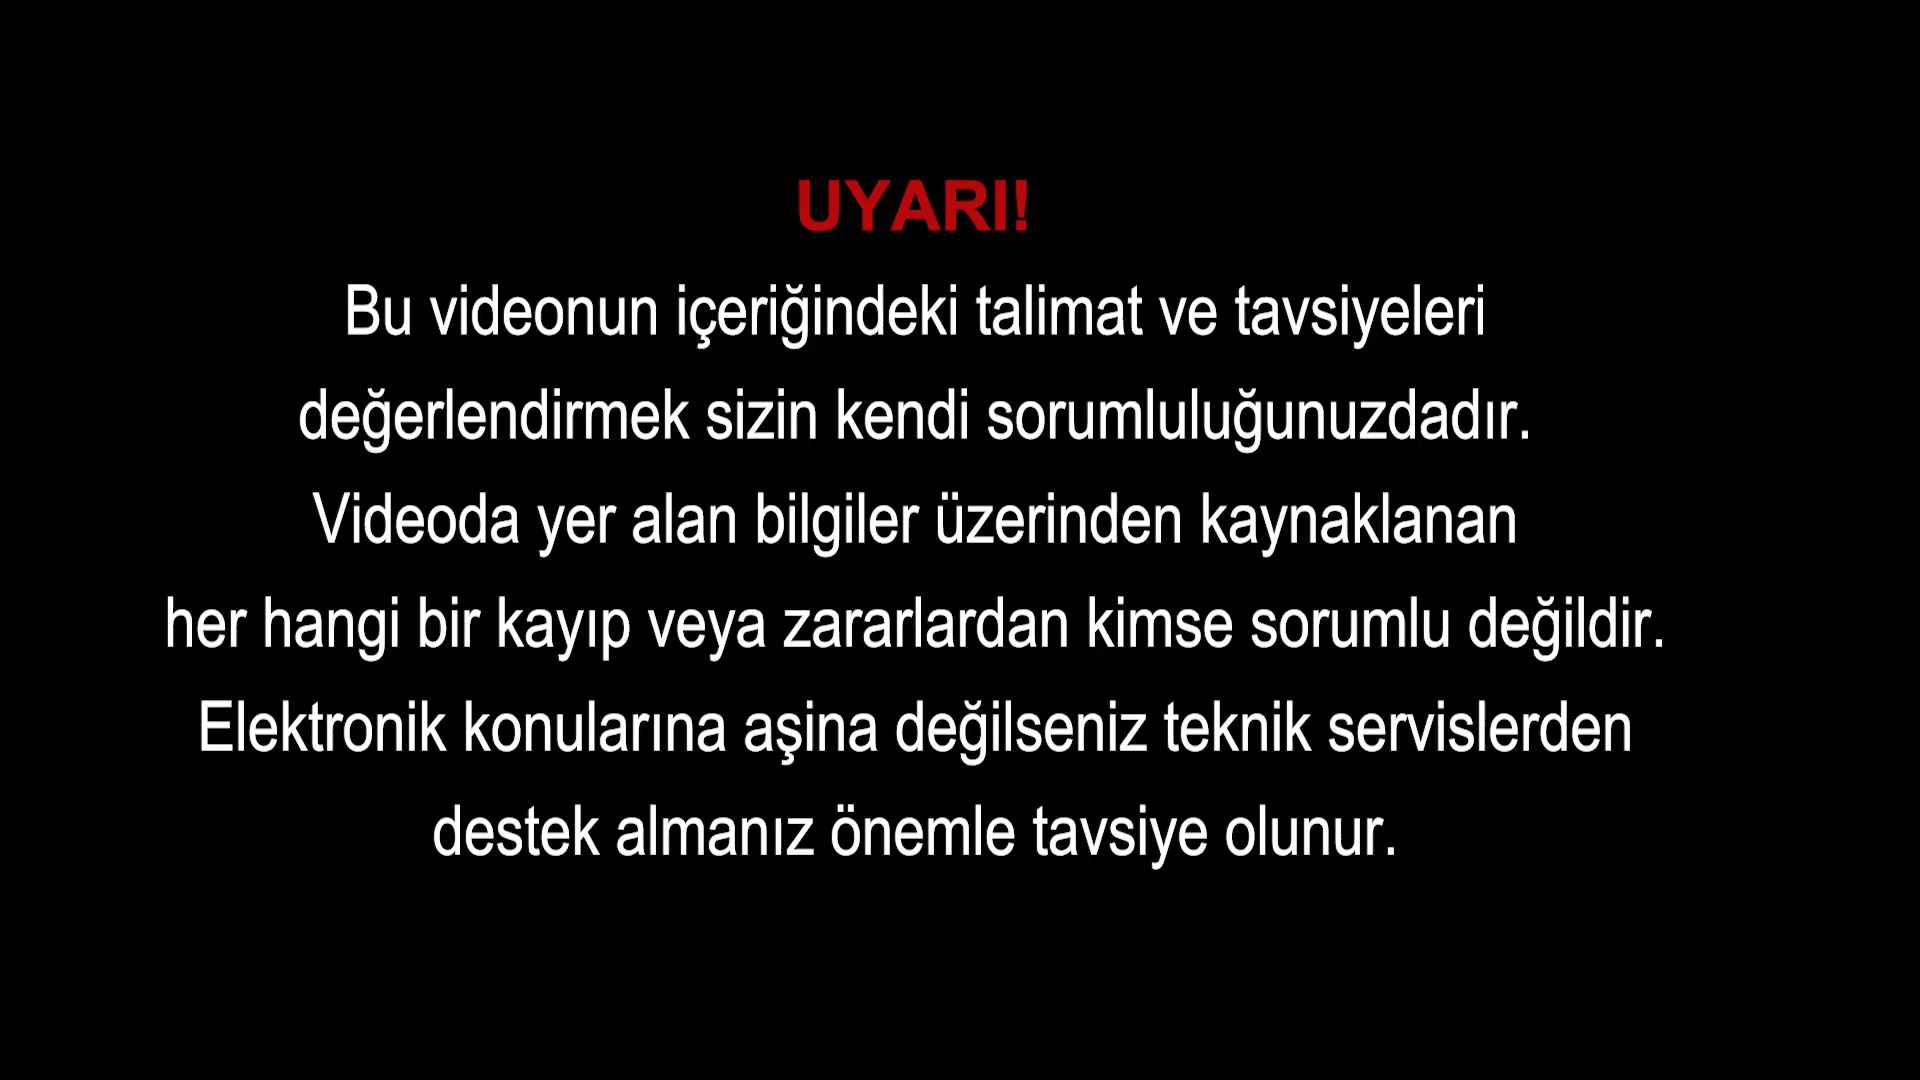 UYARI!
Bu videonun içeriğindeki talimat ve tavsiyeleri
değerlendirmek sizin kendi sorumluluğunuzdadır.
Videoda yer alan bilgiler üzerinden kaynaklanan
her hangi bir kayıp veya zararlardan kimse sorumlu değildir.
Elektronik konularına aşina değilseniz teknik servislerden
destek almanız önemle tavsiye olunur.